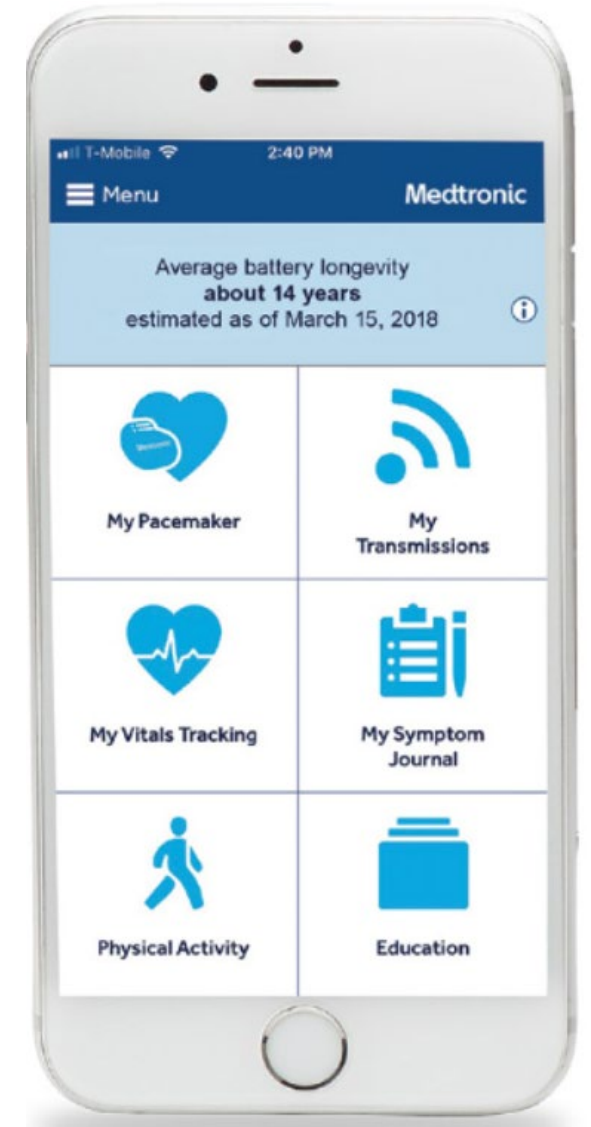 T-Mobile 2:40 PM
Menu Medtronic
Average battery longevity
about 14 years
estimated as of March 15, 2018
i
My Pacemaker
My
Transmissions
My Vitals Tracking
My Symptom
Journal
Physical Activity
Education